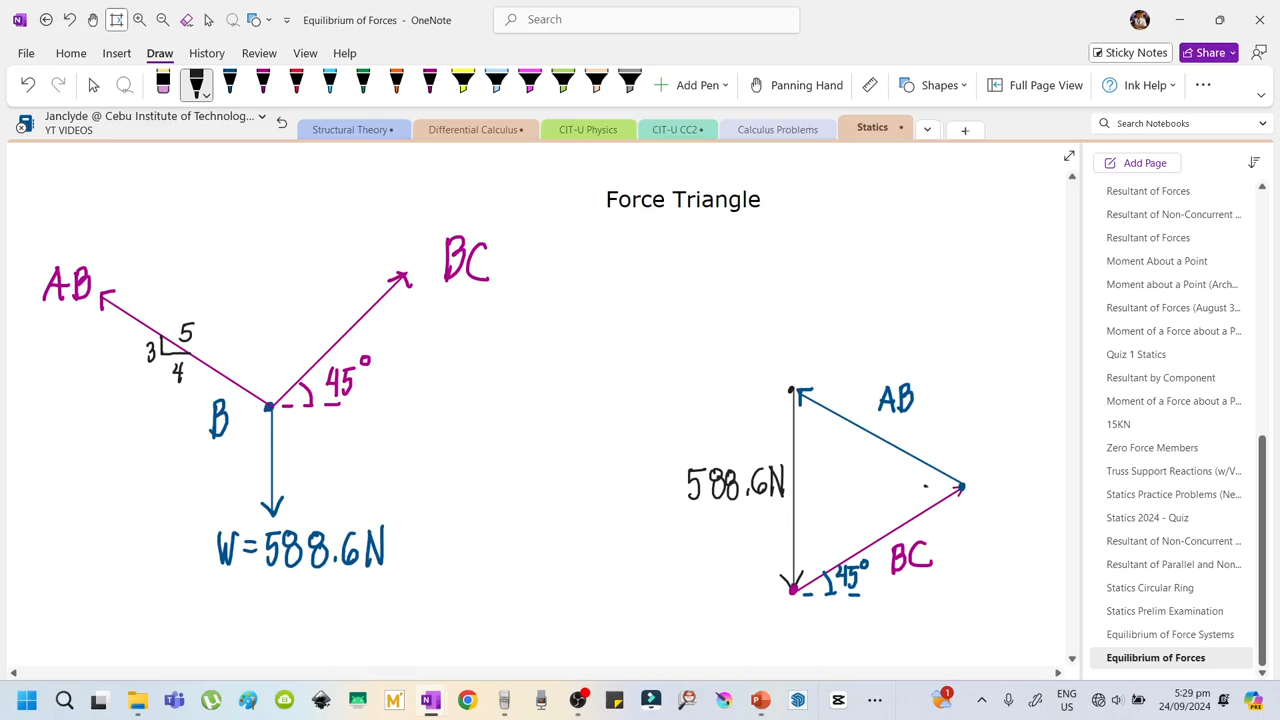 Equilibrium of Forces - OneNote
Search
File Home Insert Draw History Review View Help
Sticky Notes
Share
Add Pen
Panning Hand
Shapes
Full Page View
Ink Help
Janclyde @ Cebu Institute of Technolog...
YT VIDEOS
Structural Theory
Differential Calculus
CIT-U Physics
CIT-U CC2
Calculus Problems
Statics
Search Notebooks
Add Page
Force Triangle
AB
BC
5
3
4
45°
B
W=588.6N
AB
588.6N
BC
45°
Resultant of Forces
Resultant of Non-Concurrent ...
Resultant of Forces
Moment About a Point
Moment about a Point (Arch...
Resultant of Forces (August 3...
Moment of a Force about a P...
Quiz 1 Statics
Resultant by Component
Moment of a Force about a P...
15KN
Zero Force Members
Truss Support Reactions (w/V...
Statics Practice Problems (Ne...
Statics 2024 - Quiz
Resultant of Non-Concurrent ...
Resultant of Parallel and Non...
Statics Circular Ring
Statics Prelim Examination
Equilibrium of Force Systems
Equilibrium of Forces
1
ENG
US
5:29 pm
24/09/2024
PRE